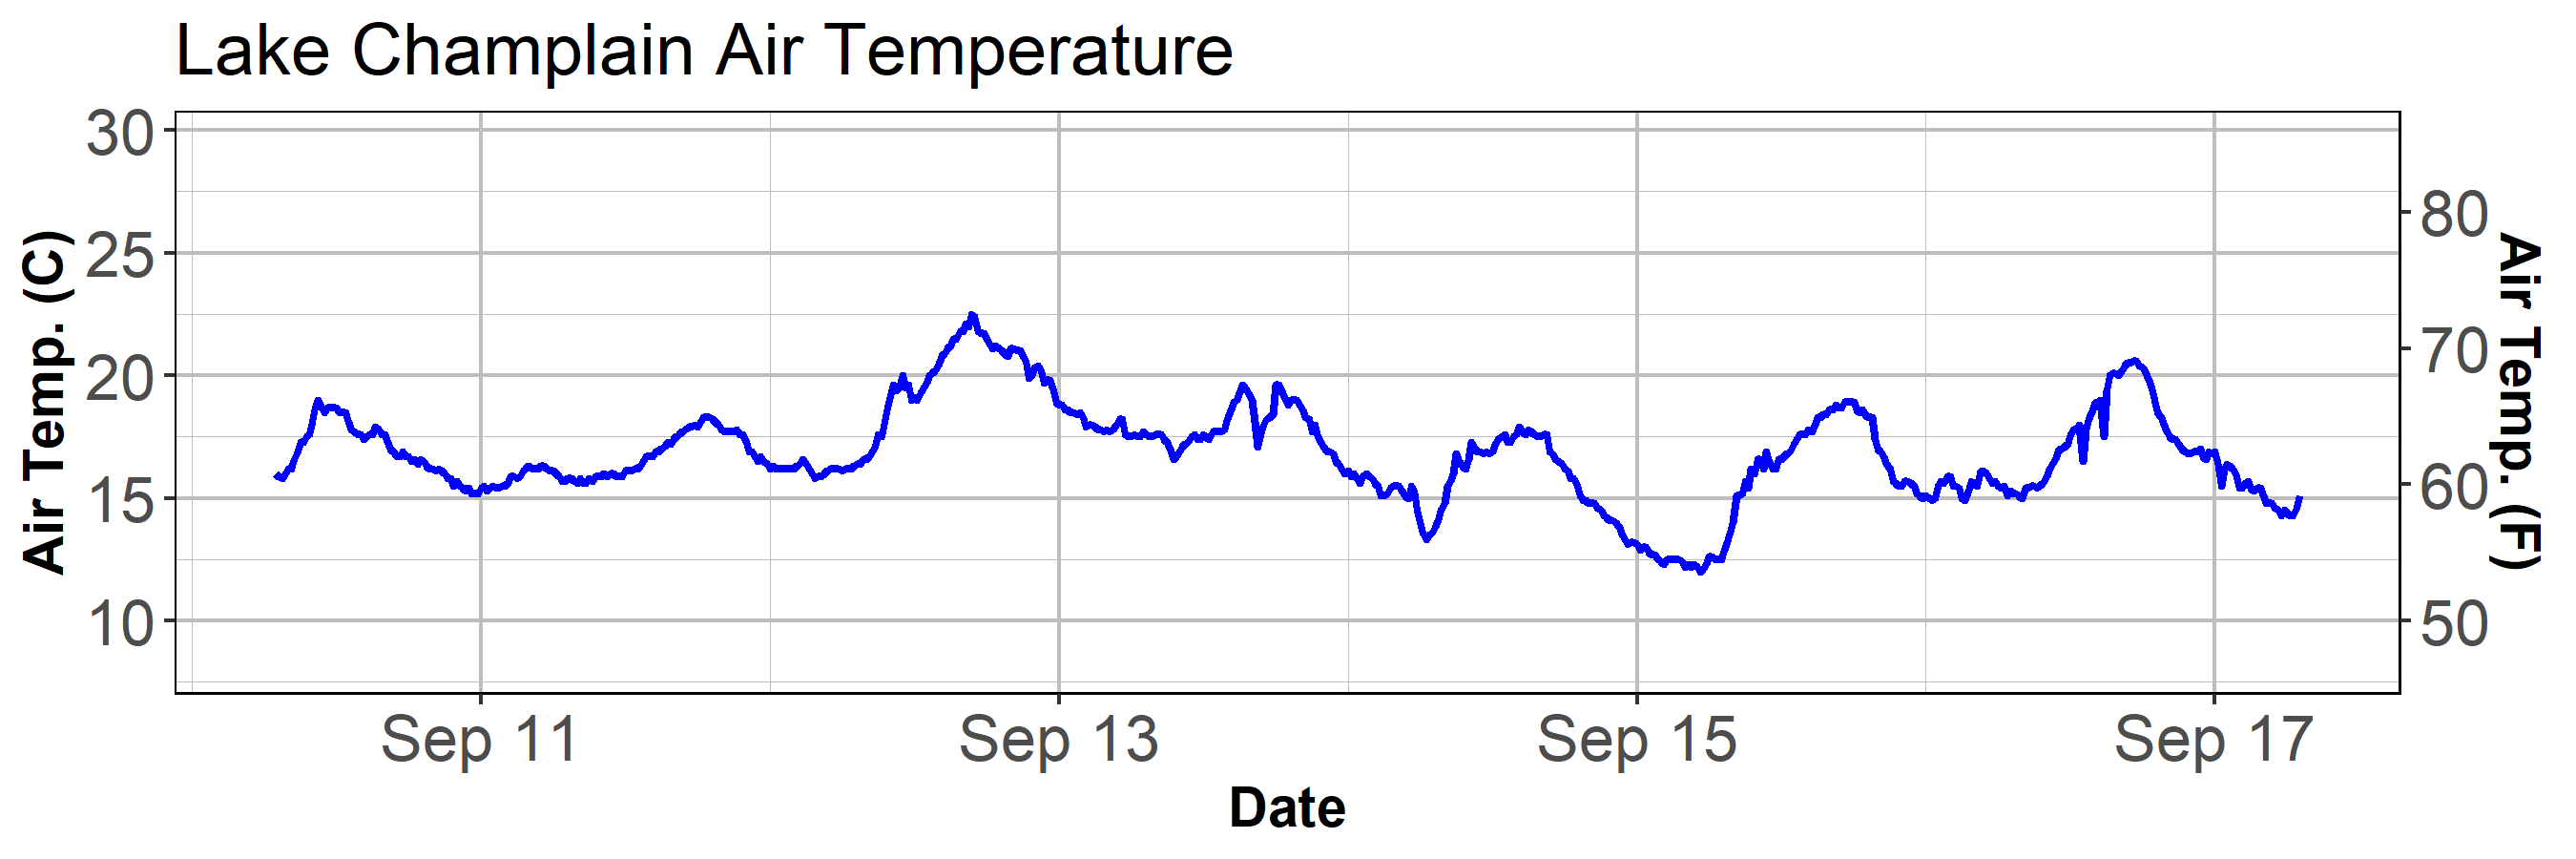 Lake Champlain Air Temperature
Air Temp. (C)
30
25
20
15
10
80
70
60
50
Air Temp. (F)
Sep 11
Sep 13
Sep 15
Sep 17
Date